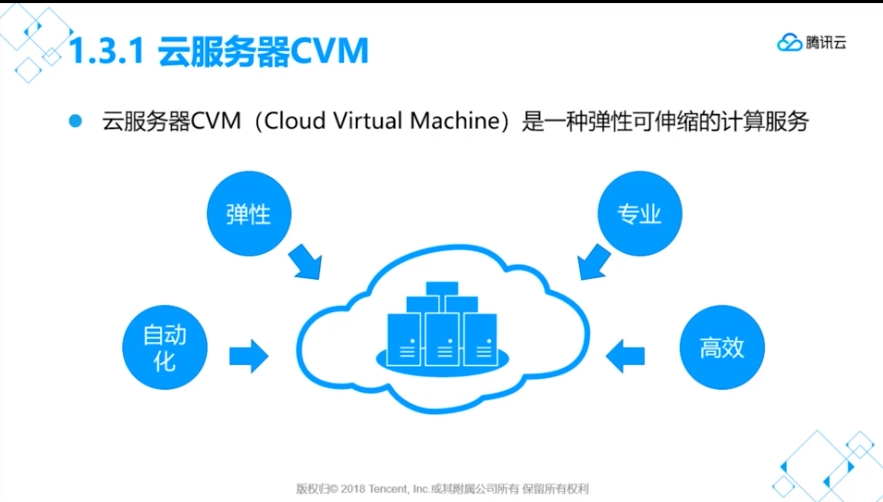 1.3.1 云服务器CVM
腾讯云
云服务器CVM（Cloud Virtual Machine）是一种弹性可伸缩的计算服务
弹性
专业
自动
化
高效
版权归© 2018 Tencent, Inc.或其附属公司所有 保留所有权利